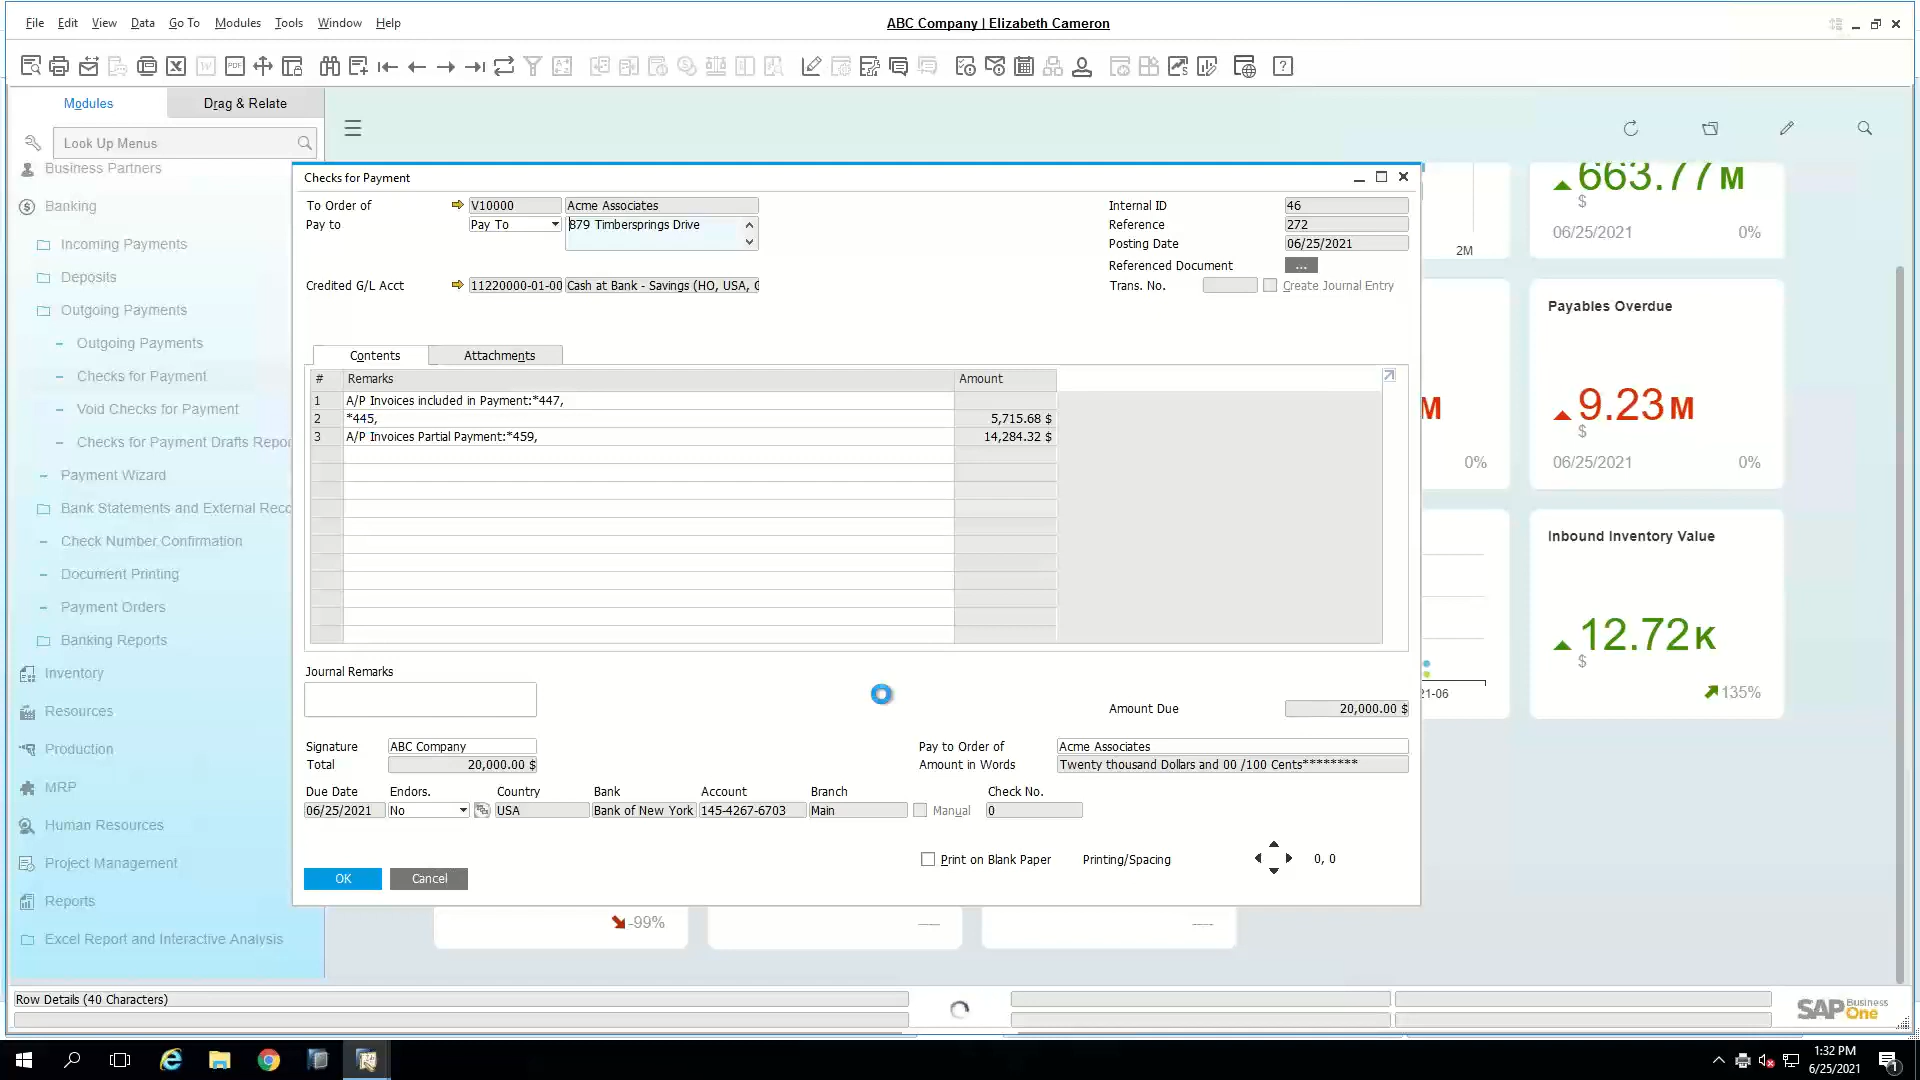 File Edit View Data Go To Modules Tools Window Help
ABC Company | Elizabeth Cameron
Modules
Drag & Relate
Look Up Menus
Business Partners
Banking
Incoming Payments
Deposits
Outgoing Payments
Outgoing Payments
Checks for Payment
Void Checks for Payment
Checks for Payment Drafts Repor
Payment Wizard
Bank Statements and External Reco
Check Number Confirmation
Document Printing
Payment Orders
Banking Reports
Inventory
Resources
Production
MRP
Human Resources
Project Management
Reports
Excel Report and Interactive Analysis
Checks for Payment
To Order of V10000 Acme Associates
Pay to Pay To 879 Timbersprings Drive
Credited G/L Acct 11220000-01-00 Cash at Bank - Savings (HO, USA, G
Internal ID 46
Reference 272
Posting Date 06/25/2021
Referenced Document ...
Trans. No. Create Journal Entry
Contents Attachments
# Remarks Amount
1 A/P Invoices included in Payment:*447,
2 *445, 5,715.68 $
3 A/P Invoices Partial Payment:*459, 14,284.32 $
Journal Remarks
Amount Due 20,000.00 $
Signature ABC Company
Total 20,000.00 $
Pay to Order of Acme Associates
Amount in Words Twenty thousand Dollars and 00 /100 Cents********
Due Date Endors. Country Bank Account Branch Check No.
06/25/2021 No USA Bank of New York 145-4267-6703 Main Manual 0
Print on Blank Paper Printing/Spacing 0, 0
OK Cancel
663.77 M
$
06/25/2021 0%
2M
Payables Overdue
9.23 M
$
06/25/2021 0%
M
0%
Inbound Inventory Value
12.72 K
$
135%
21-06
-99%
Row Details (40 Characters)
SAP Business One
1:32 PM
6/25/2021
1